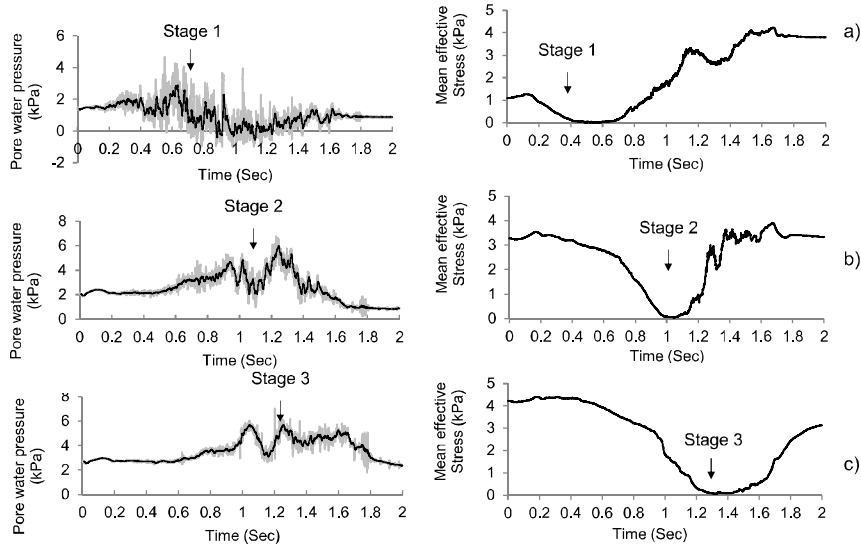 Stage 1
6
4
2
0
-2
0 0.2 0.4 0.6 0.8 1 1.2 1.4 1.6 1.8 2
Time (Sec)
Pore water pressure
(kPa)
a)
Stage 1
5
4
3
2
1
0
0 0.2 0.4 0.6 0.8 1 1.2 1.4 1.6 1.8 2
Time (Sec)
Mean effective
Stress (kPa)
Stage 2
8
6
4
2
0
0 0.2 0.4 0.6 0.8 1 1.2 1.4 1.6 1.8 2
Time (Sec)
Pore water pressure
(kPa)
b)
Stage 2
5
4
3
2
1
0
0 0.2 0.4 0.6 0.8 1 1.2 1.4 1.6 1.8 2
Time (Sec)
Mean effective
Stress (kPa)
Stage 3
8
6
4
2
0
0 0.2 0.4 0.6 0.8 1 1.2 1.4 1.6 1.8 2
Time (Sec)
Pore water pressure
(kPa)
c)
Stage 3
5
4
3
2
1
0
0 0.2 0.4 0.6 0.8 1 1.2 1.4 1.6 1.8 2
Time (Sec)
Mean effective
Stress (kPa)